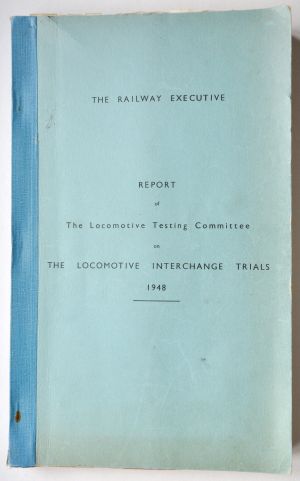 THE RAILWAY EXECUTIVE
REPORT
of
The Locomotive Testing Committee
on
THE LOCOMOTIVE INTERCHANGE TRIALS
1948